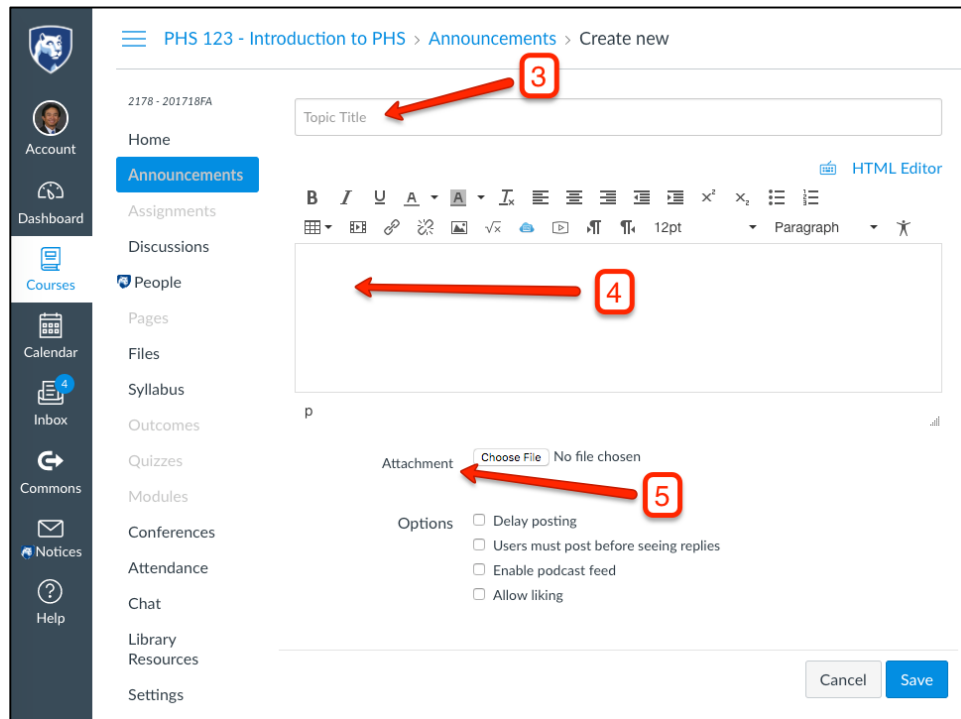 PHS 123 - Introduction to PHS > Announcements > Create new
3
2178 - 201718FA
Topic Title
Account
Home
Announcements
HTML Editor
Dashboard
Assignments
B I U A A Tx x² x₂
Discussions
√x ¶ ¶ 12pt Paragraph
Courses
People
4
Pages
Calendar
Files
4
Syllabus
Inbox
Outcomes
p
Quizzes
Attachment Choose File No file chosen
Commons
Modules
5
Conferences
Options Delay posting
Notices
Users must post before seeing replies
Attendance
Enable podcast feed
Chat
Allow liking
Help
Library
Resources
Settings
Cancel Save